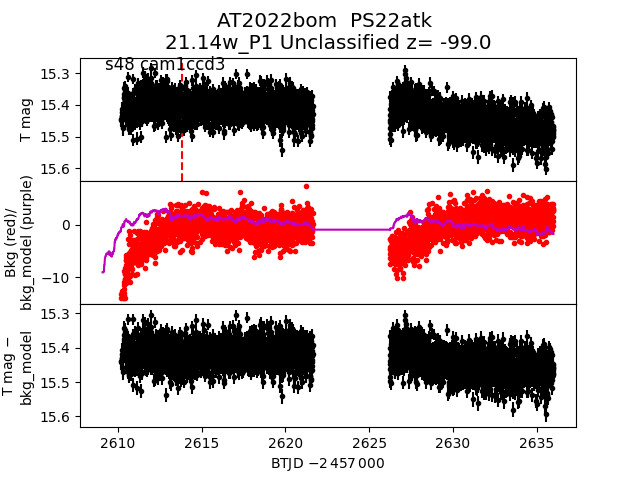 AT2022bom PS22atk
21.14w_P1 Unclassified z= -99.0
s48 cam1ccd3
15.3
15.4
15.5
15.6
T mag
0
−10
Bkg (red)/
bkg_model (purple)
15.3
15.4
15.5
15.6
T mag −
bkg_model
2610
2615
2620
2625
2630
2635
BTJD −2 457 000